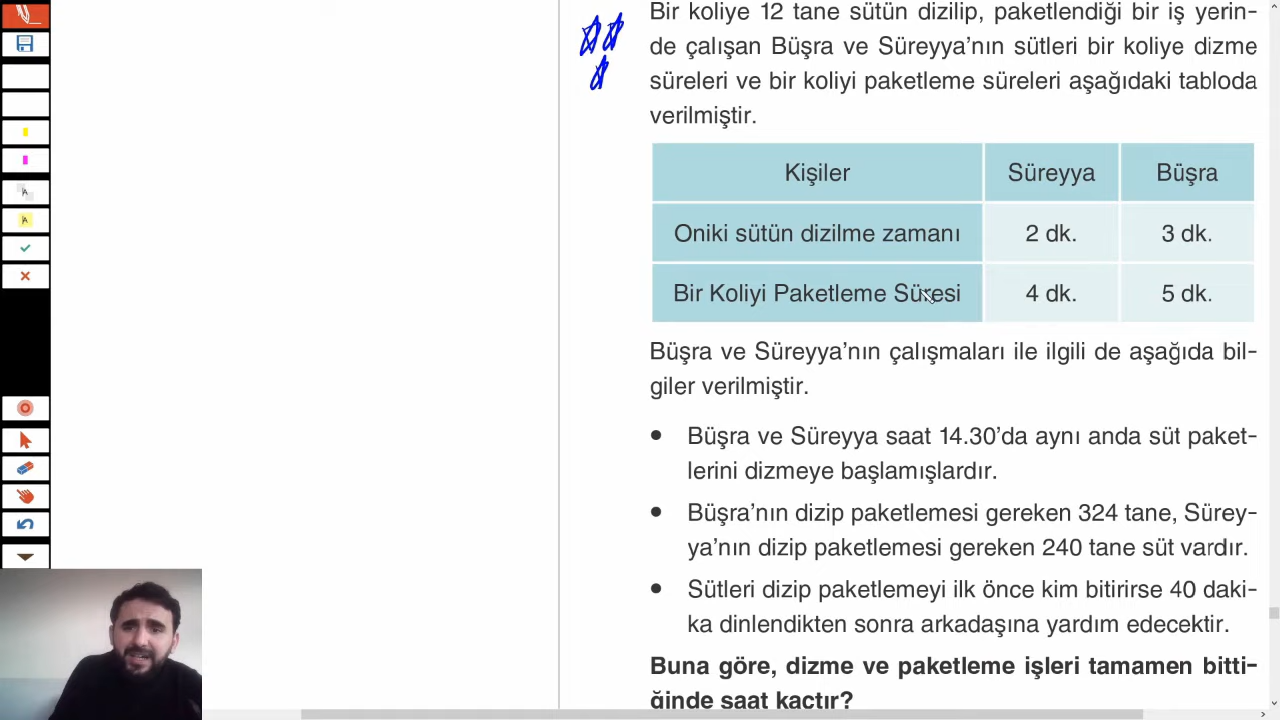 Bir koliye 12 tane sütün dizilip, paketlendiği bir iş yerin-
de çalışan Büşra ve Süreyya'nın sütleri bir koliye dizme
süreleri ve bir koliyi paketleme süreleri aşağıdaki tabloda
verilmiştir.
Kişiler Süreyya Büşra
Oniki sütün dizilme zamanı 2 dk. 3 dk.
Bir Koliyi Paketleme Süresi 4 dk. 5 dk.
Büşra ve Süreyya'nın çalışmaları ile ilgili de aşağıda bil-
giler verilmiştir.
• Büşra ve Süreyya saat 14.30'da aynı anda süt paket-
lerini dizmeye başlamışlardır.
• Büşra'nın dizip paketlemesi gereken 324 tane, Sürey-
ya'nın dizip paketlemesi gereken 240 tane süt vardır.
• Sütleri dizip paketlemeyi ilk önce kim bitirirse 40 daki-
ka dinlendikten sonra arkadaşına yardım edecektir.
Buna göre, dizme ve paketleme işleri tamamen bitti-
ğinde saat kaçtır?